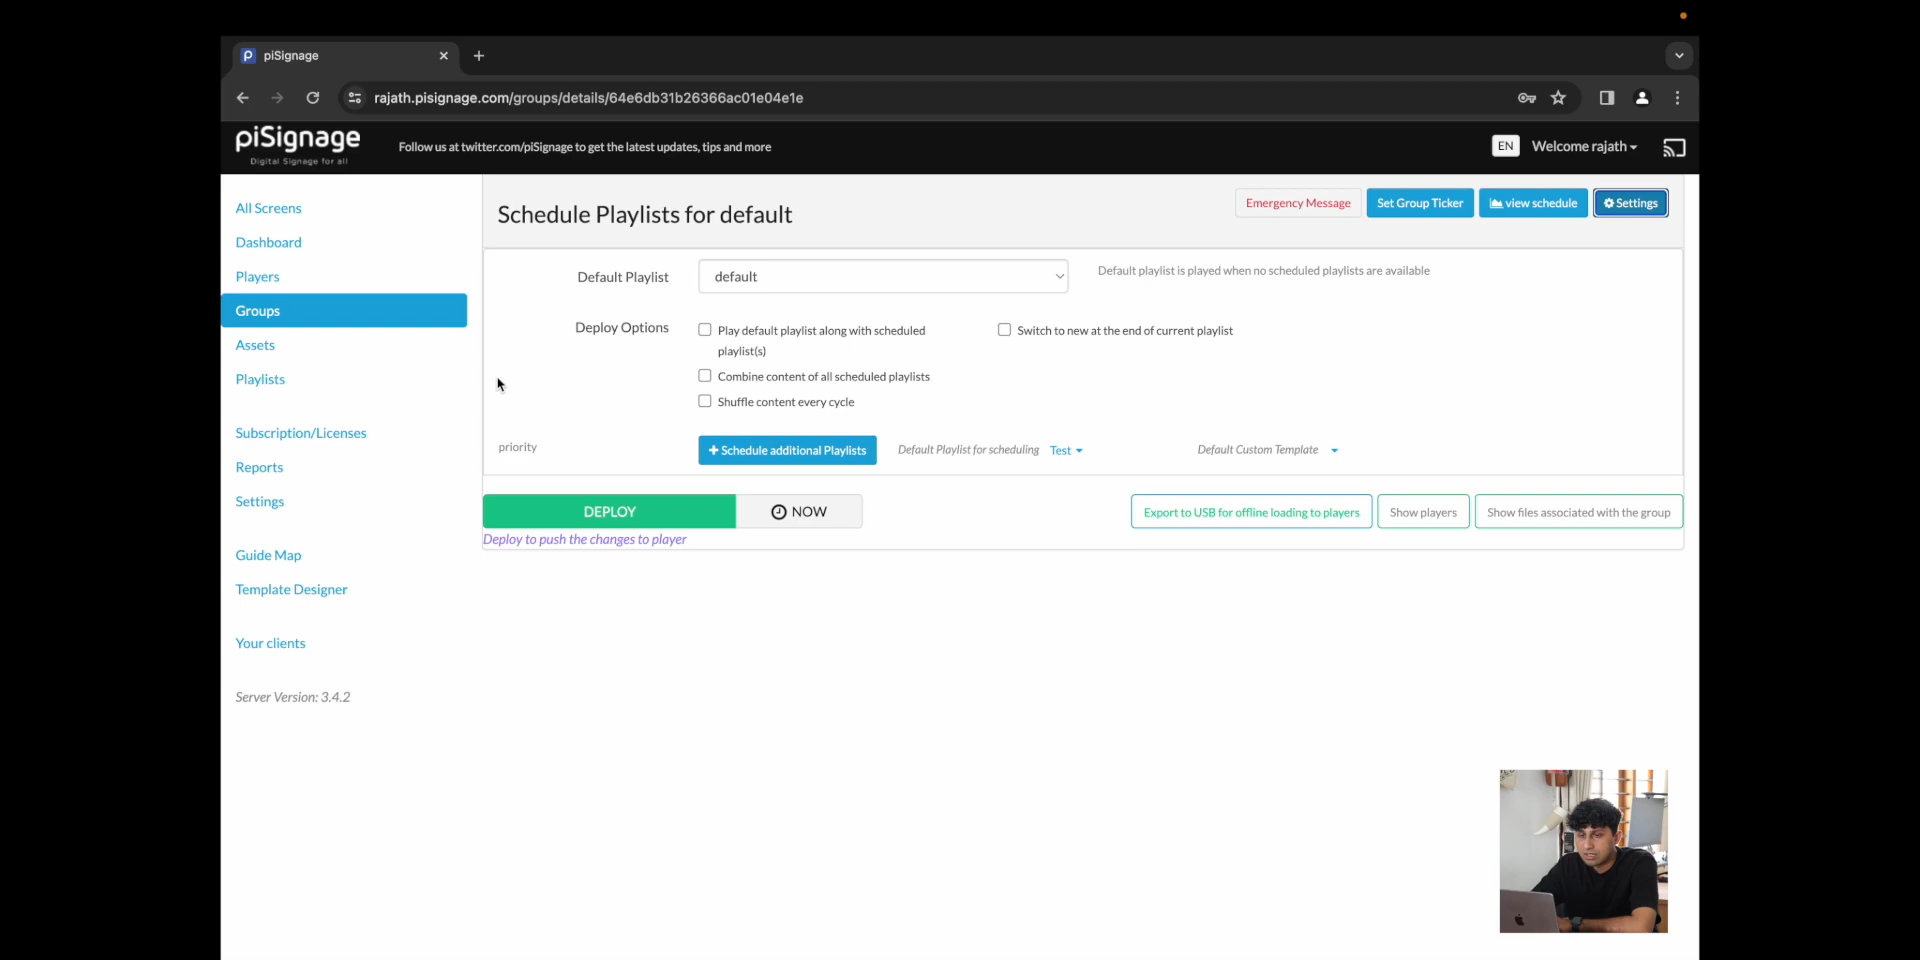 piSignage
rajath.pisignage.com/groups/details/64e6db31b26366ac01e04e1e
piSignage
Digital Signage for all
Follow us at twitter.com/piSignage to get the latest updates, tips and more
EN
Welcome rajath
All Screens
Dashboard
Players
Groups
Assets
Playlists
Subscription/Licenses
Reports
Settings
Guide Map
Template Designer
Your clients
Server Version: 3.4.2
Schedule Playlists for default
Emergency Message
Set Group Ticker
view schedule
Settings
Default Playlist
default
Default playlist is played when no scheduled playlists are available
Deploy Options
Play default playlist along with scheduled
playlist(s)
Switch to new at the end of current playlist
Combine content of all scheduled playlists
Shuffle content every cycle
priority
Schedule additional Playlists
Default Playlist for scheduling Test
Default Custom Template
DEPLOY
NOW
Export to USB for offline loading to players
Show players
Show files associated with the group
Deploy to push the changes to player